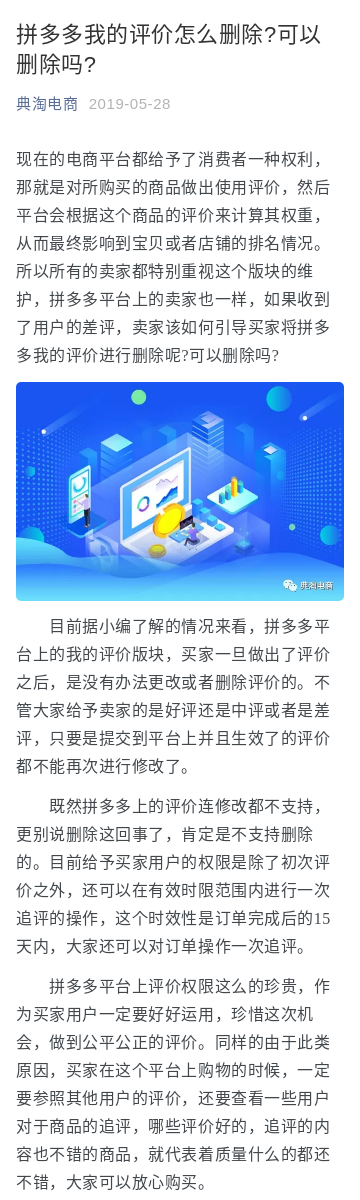 拼多多我的评价怎么删除?可以
删除吗?
典淘电商 2019-05-28
现在的电商平台都给予了消费者一种权利，
那就是对所购买的商品做出使用评价，然后
平台会根据这个商品的评价来计算其权重，
从而最终影响到宝贝或者店铺的排名情况。
所以所有的卖家都特别重视这个版块的维
护，拼多多平台上的卖家也一样，如果收到
了用户的差评，卖家该如何引导买家将拼多
多我的评价进行删除呢?可以删除吗?
典淘电商
目前据小编了解的情况来看，拼多多平
台上的我的评价版块，买家一旦做出了评价
之后，是没有办法更改或者删除评价的。不
管大家给予卖家的是好评还是中评或者是差
评，只要是提交到平台上并且生效了的评价
都不能再次进行修改了。
既然拼多多上的评价连修改都不支持，
更别说删除这回事了，肯定是不支持删除
的。目前给予买家用户的权限是除了初次评
价之外，还可以在有效时限范围内进行一次
追评的操作，这个时效性是订单完成后的15
天内，大家还可以对订单操作一次追评。
拼多多平台上评价权限这么的珍贵，作
为买家用户一定要好好运用，珍惜这次机
会，做到公平公正的评价。同样的由于此类
原因，买家在这个平台上购物的时候，一定
要参照其他用户的评价，还要查看一些用户
对于商品的追评，哪些评价好的，追评的内
容也不错的商品，就代表着质量什么的都还
不错，大家可以放心购买。